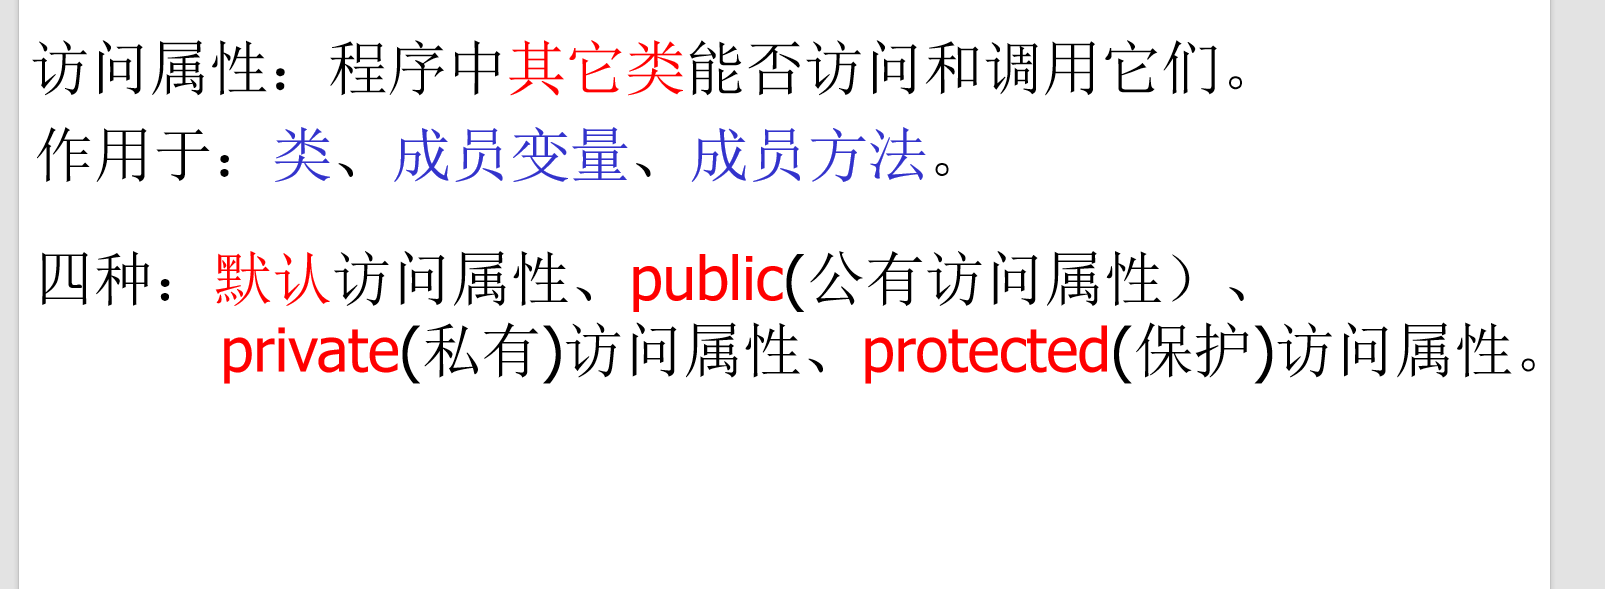 访问属性：程序中其它类能否访问和调用它们。
作用于：类、成员变量、成员方法。
四种：默认访问属性、public(公有访问属性）、
private(私有)访问属性、protected(保护)访问属性。